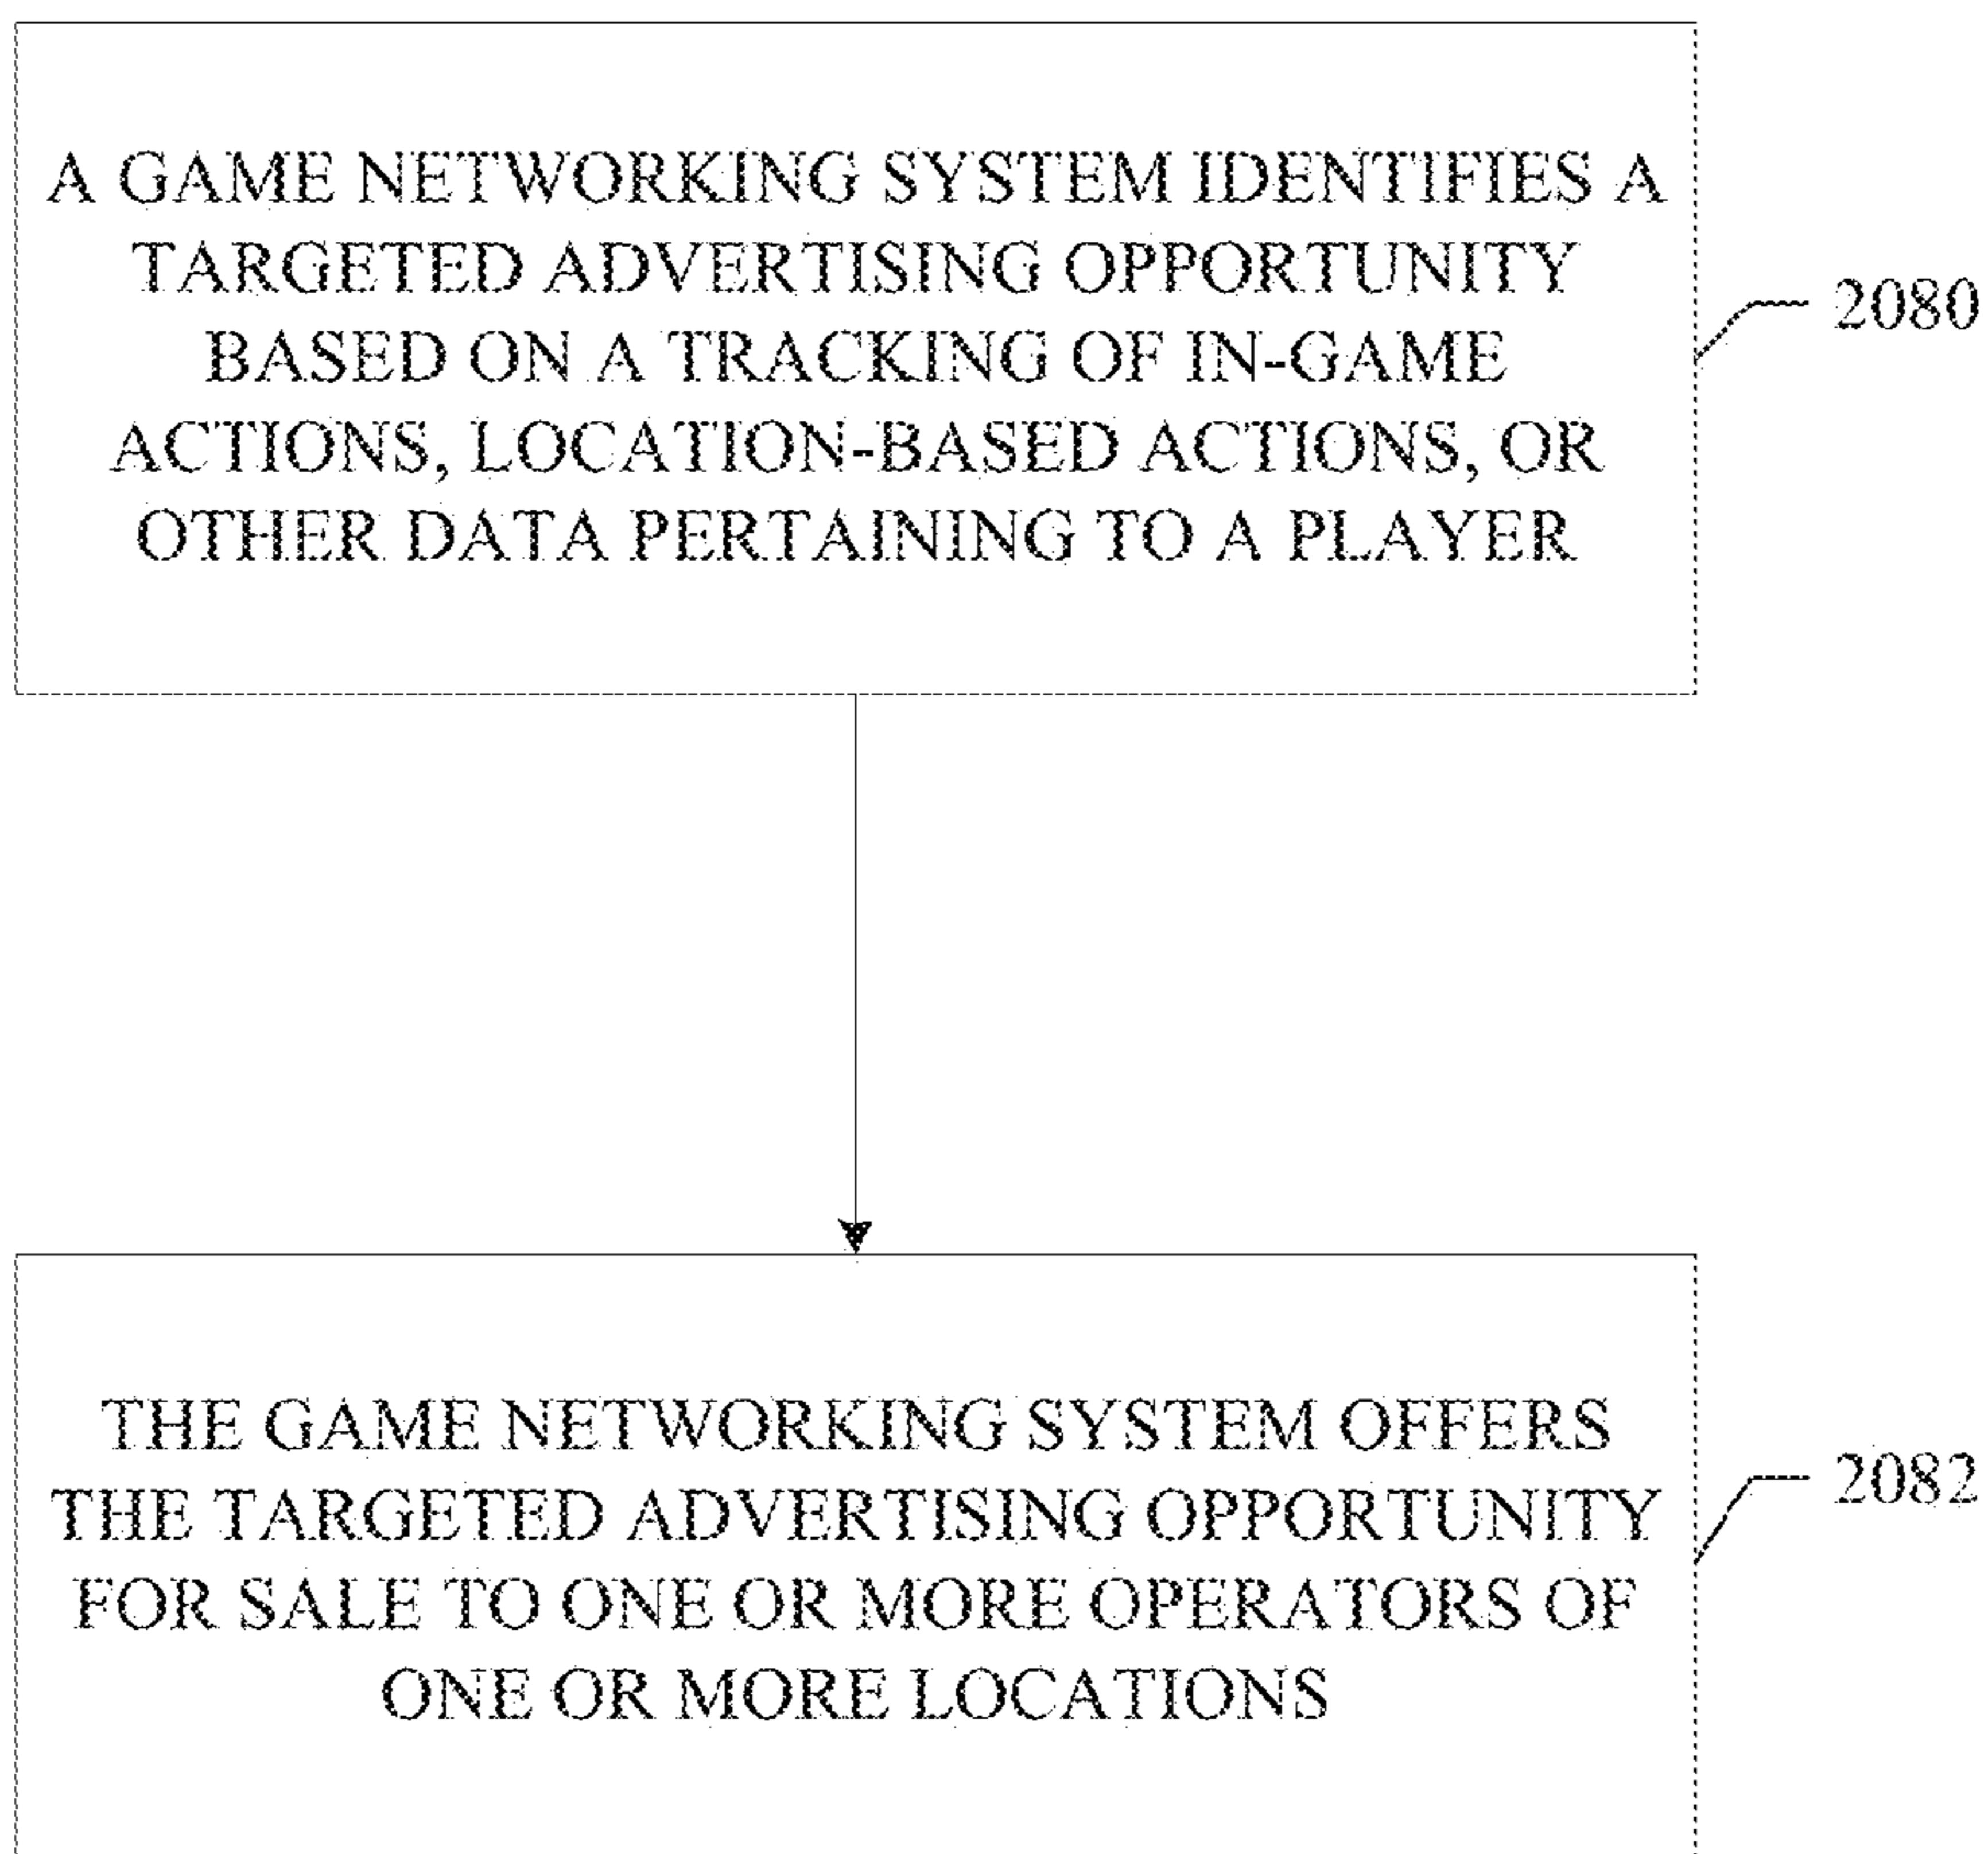 A GAME NETWORKING SYSTEM IDENTIFIES A
TARGETED ADVERTISING OPPORTUNITY
BASED ON A TRACKING OF IN-GAME
ACTIONS, LOCATION-BASED ACTIONS, OR
OTHER DATA PERTAINING TO A PLAYER
2080
THE GAME NETWORKING SYSTEM OFFERS
THE TARGETED ADVERTISING OPPORTUNITY
FOR SALE TO ONE OR MORE OPERATORS OF
ONE OR MORE LOCATIONS
2082